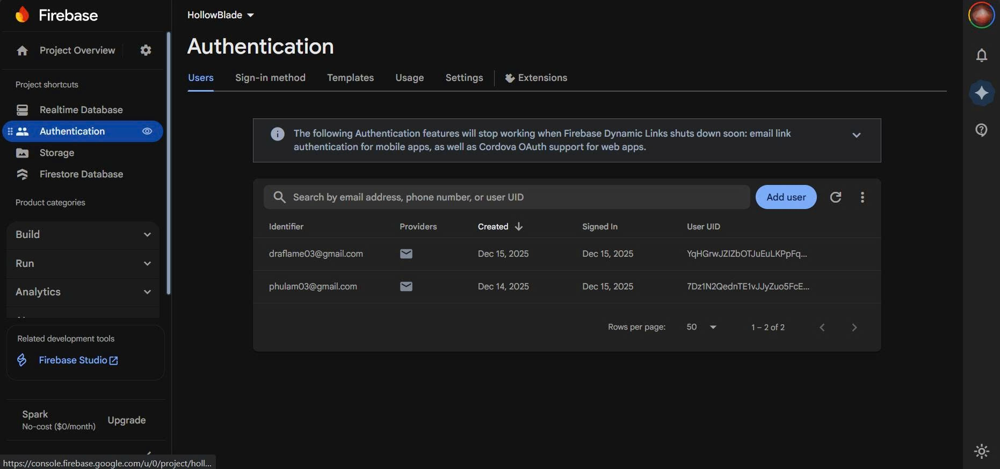 Firebase
Project Overview
Project shortcuts
Realtime Database
Authentication
Storage
Firestore Database
Product categories
Build
Run
Analytics
Related development tools
Firebase Studio
Spark
No-cost ($0/month)
Upgrade
https://console.firebase.google.com/u/0/project/holl...
HollowBlade
Authentication
Users Sign-in method Templates Usage Settings Extensions
The following Authentication features will stop working when Firebase Dynamic Links shuts down soon: email link
authentication for mobile apps, as well as Cordova OAuth support for web apps.
Search by email address, phone number, or user UID Add user
Identifier Providers Created Signed In User UID
draflame03@gmail.com Dec 15, 2025 Dec 15, 2025 YqHGrwJZIZbOTJuEuLKPpFq...
phulam03@gmail.com Dec 14, 2025 Dec 15, 2025 7Dz1N2QednTE1vJJyZuo5FcE...
Rows per page: 50 1 – 2 of 2